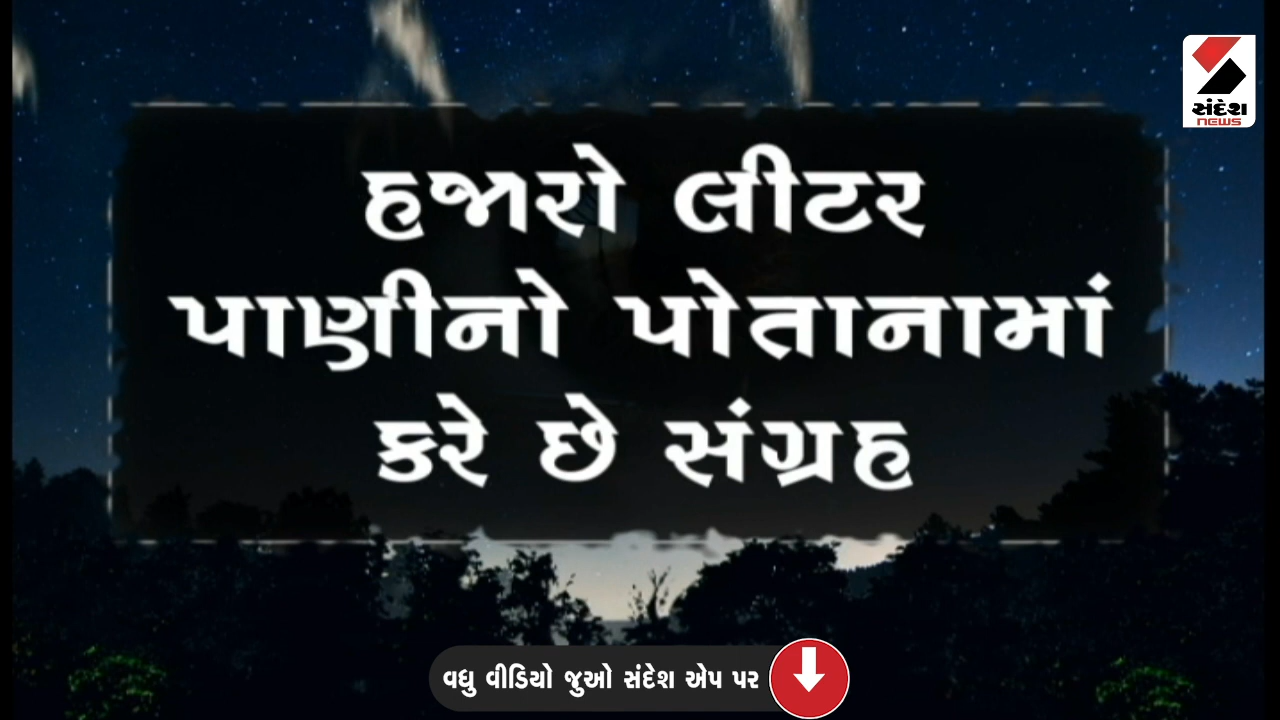 સંદેશ
NEWS
હજારો લીટર
પાણીનો પોતાનામાં
કરે છે સંગ્રહ
વધુ વીડિયો જુઓ સંદેશ એપ પર